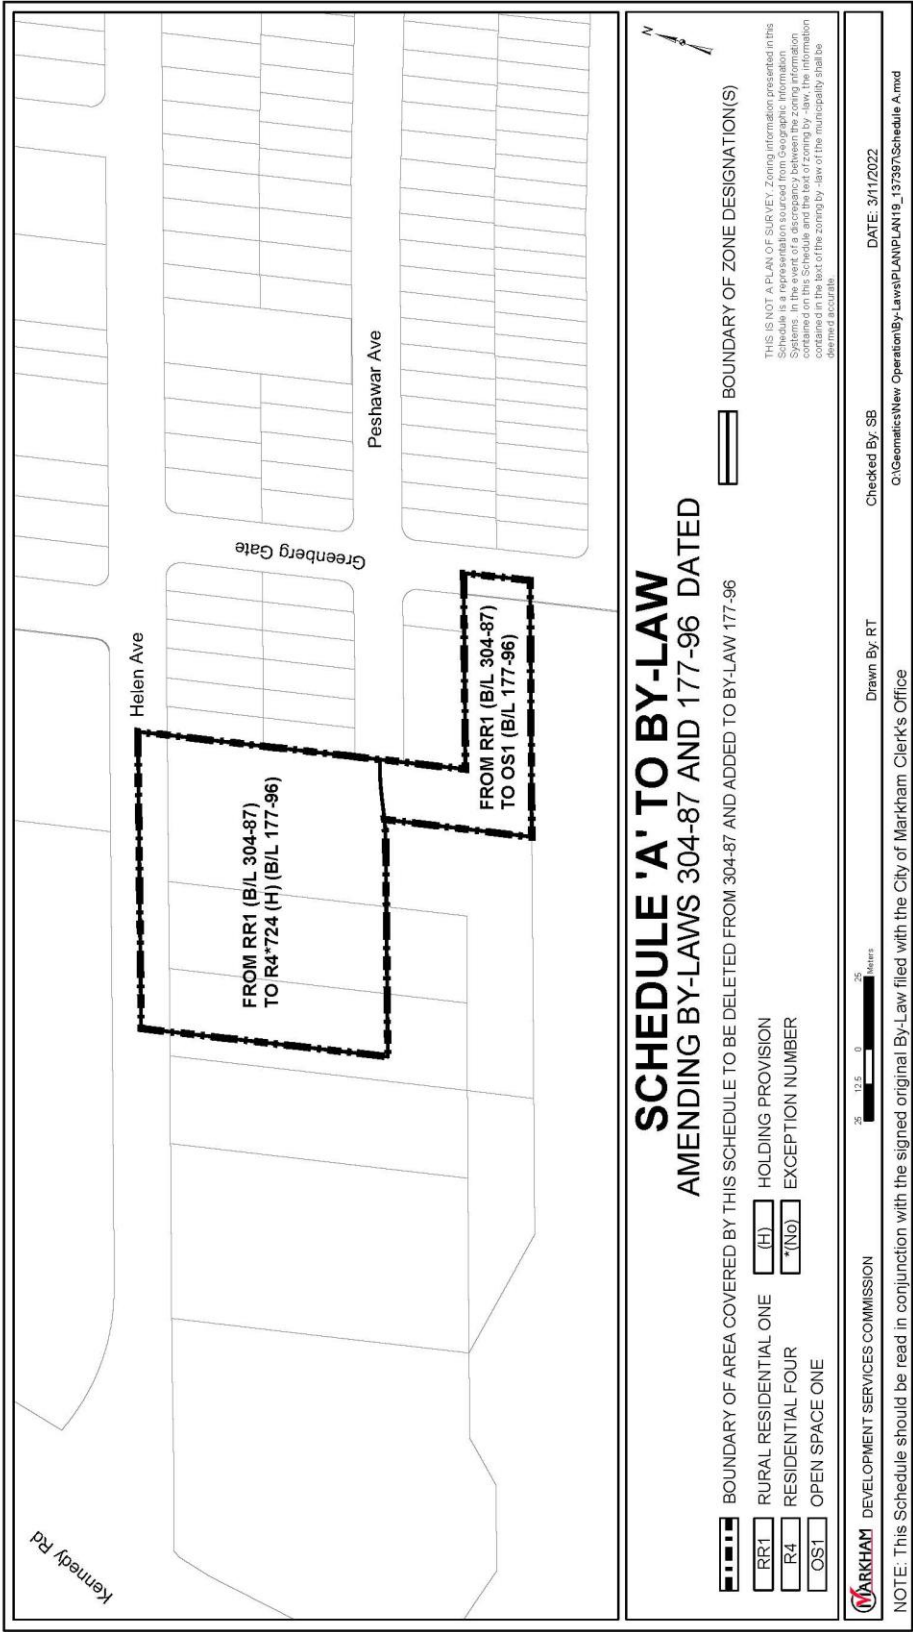 Kennedy Rd
Helen Ave
Greenberg Gate
Peshawar Ave
FROM RR1 (B/L 304-87)
TO R4*724 (H) (B/L 177-96)
FROM RR1 (B/L 304-87)
TO OS1 (B/L 177-96)
SCHEDULE 'A' TO BY-LAW
AMENDING BY-LAWS 304-87 AND 177-96 DATED
N
BOUNDARY OF AREA COVERED BY THIS SCHEDULE TO BE DELETED FROM 304-87 AND ADDED TO BY-LAW 177-96
BOUNDARY OF ZONE DESIGNATION(S)
RR1 RURAL RESIDENTIAL ONE
R4 RESIDENTIAL FOUR
OS1 OPEN SPACE ONE
(H) HOLDING PROVISION
*(No) EXCEPTION NUMBER
THIS IS NOT A PLAN OF SURVEY. Zoning information presented in this
Schedule is a representation sourced from Geographic Information
Systems. In the event of a discrepancy between the zoning information
contained on this Schedule and the text of zoning by -law, the information
contained in the text of the zoning by -law of the municipality shall be
deemed accurate.
25 12.5 0 25
Meters
MARKHAM DEVELOPMENT SERVICES COMMISSION
Drawn By: RT
Checked By: SB
DATE: 3/11/2022
NOTE: This Schedule should be read in conjunction with the signed original By-Law filed with the City of Markham Clerk's Office
Q:\Geomatics\New Operation\By-Laws\PLAN\PLAN19_137397\Schedule A.mxd